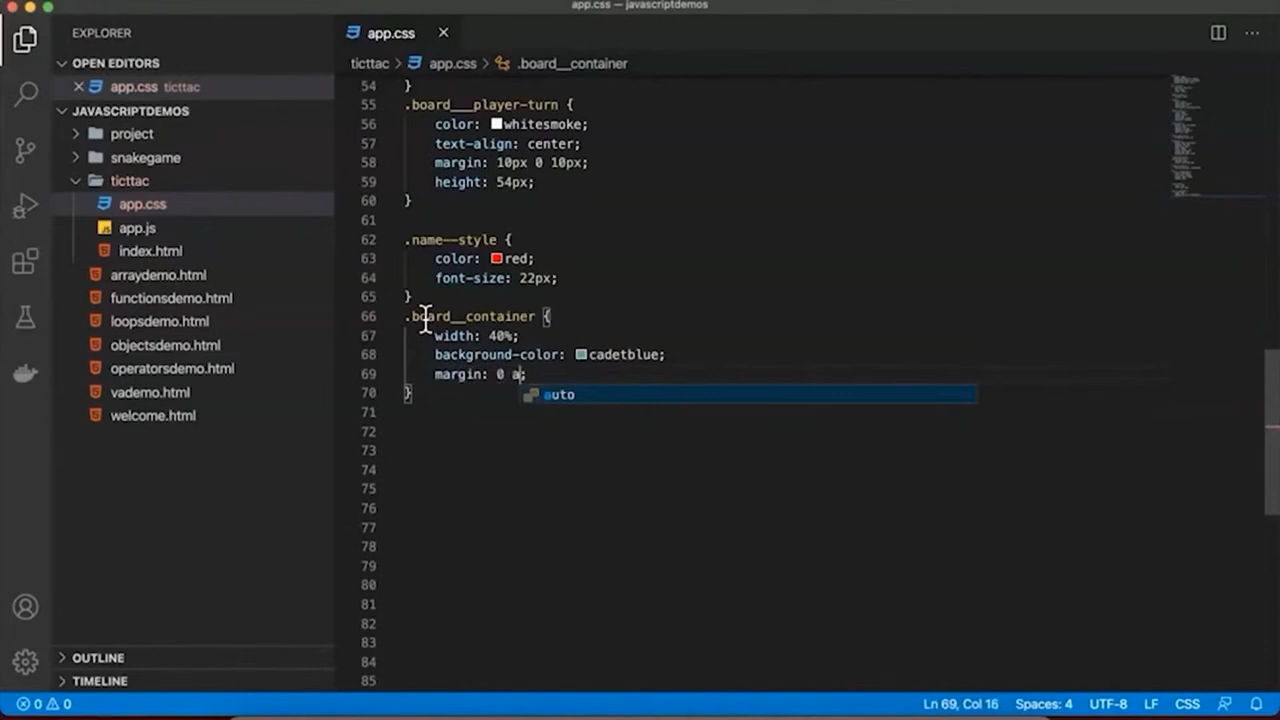 app.css — javascriptdemos
EXPLORER
OPEN EDITORS
app.css ticttac
JAVASCRIPTDEMOS
project
snakegame
ticttac
app.css
app.js
index.html
arraydemo.html
functionsdemo.html
loopsdemo.html
objectsdemo.html
operatorsdemo.html
vademo.html
welcome.html
OUTLINE
TIMELINE
app.css
ticttac > app.css > .board__container
54 }
55 .board___player-turn {
56 color: whitesmoke;
57 text-align: center;
58 margin: 10px 0 10px;
59 height: 54px;
60 }
61
62 .name--style {
63 color: red;
64 font-size: 22px;
65 }
66 .board__container {
67 width: 40%;
68 background-color: cadetblue;
69 margin: 0 a;
auto
70 }
71
72
73
74
75
76
77
78
79
80
81
82
83
84
85
0 0 Ln 69, Col 16 Spaces: 4 UTF-8 LF CSS